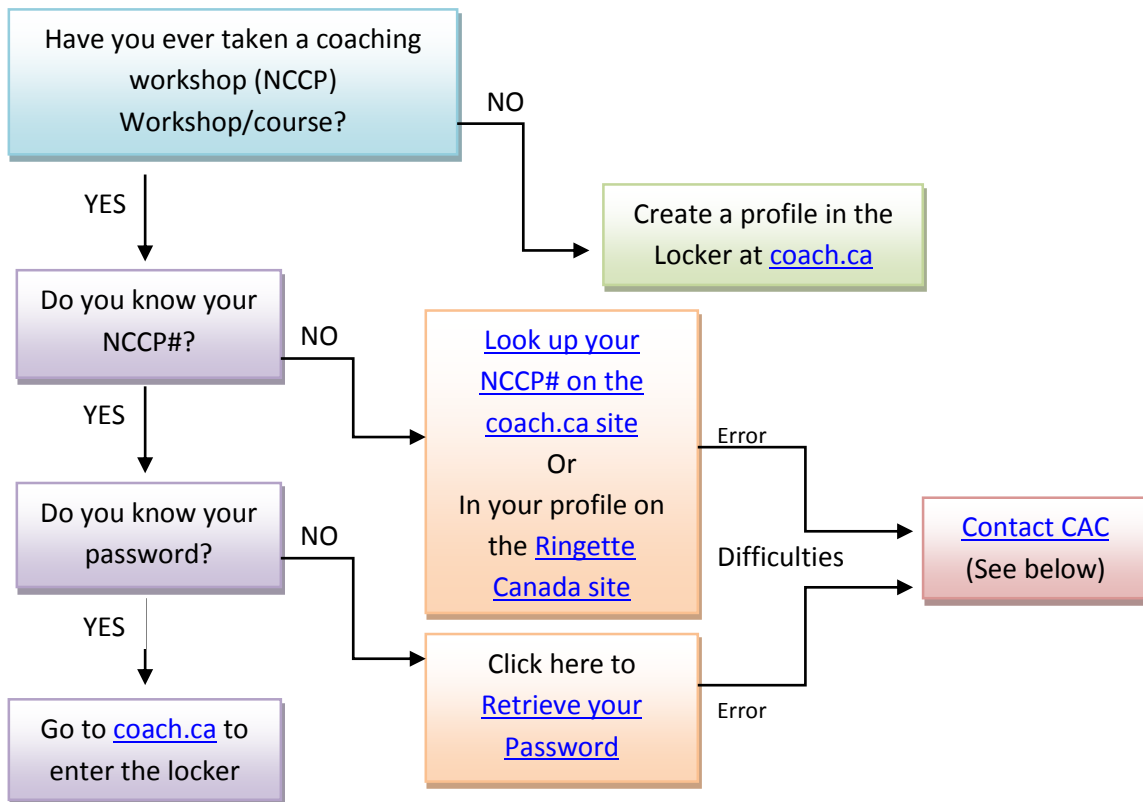 Have you ever taken a coaching
workshop (NCCP)
Workshop/course?
NO
YES
Create a profile in the
Locker at coach.ca
Do you know your
NCCP#?
NO
YES
Look up your
NCCP# on the
coach.ca site
Or
In your profile on
the Ringette
Canada site
Error
Do you know your
password?
NO
YES
Difficulties
Contact CAC
(See below)
Click here to
Retrieve your
Password
Error
Go to coach.ca to
enter the locker